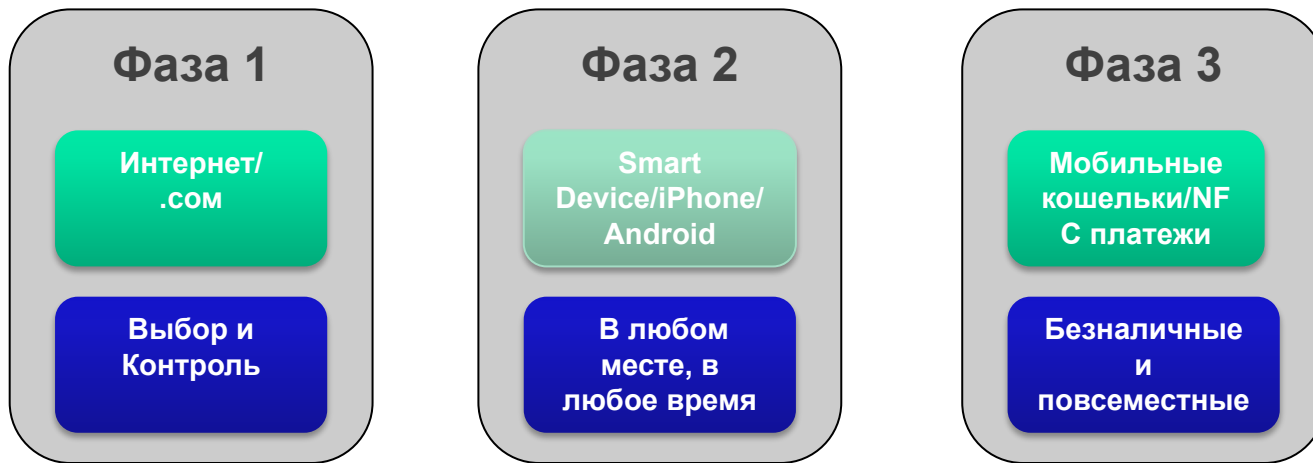 Фаза 1
Интернет/
.сом
Выбор и
Контроль
Фаза 2
Smart
Device/iPhone/
Android
В любом
месте, в
любое время
Фаза 3
Мобильные
кошельки/NF
C платежи
Безналичные
и
повсеместные